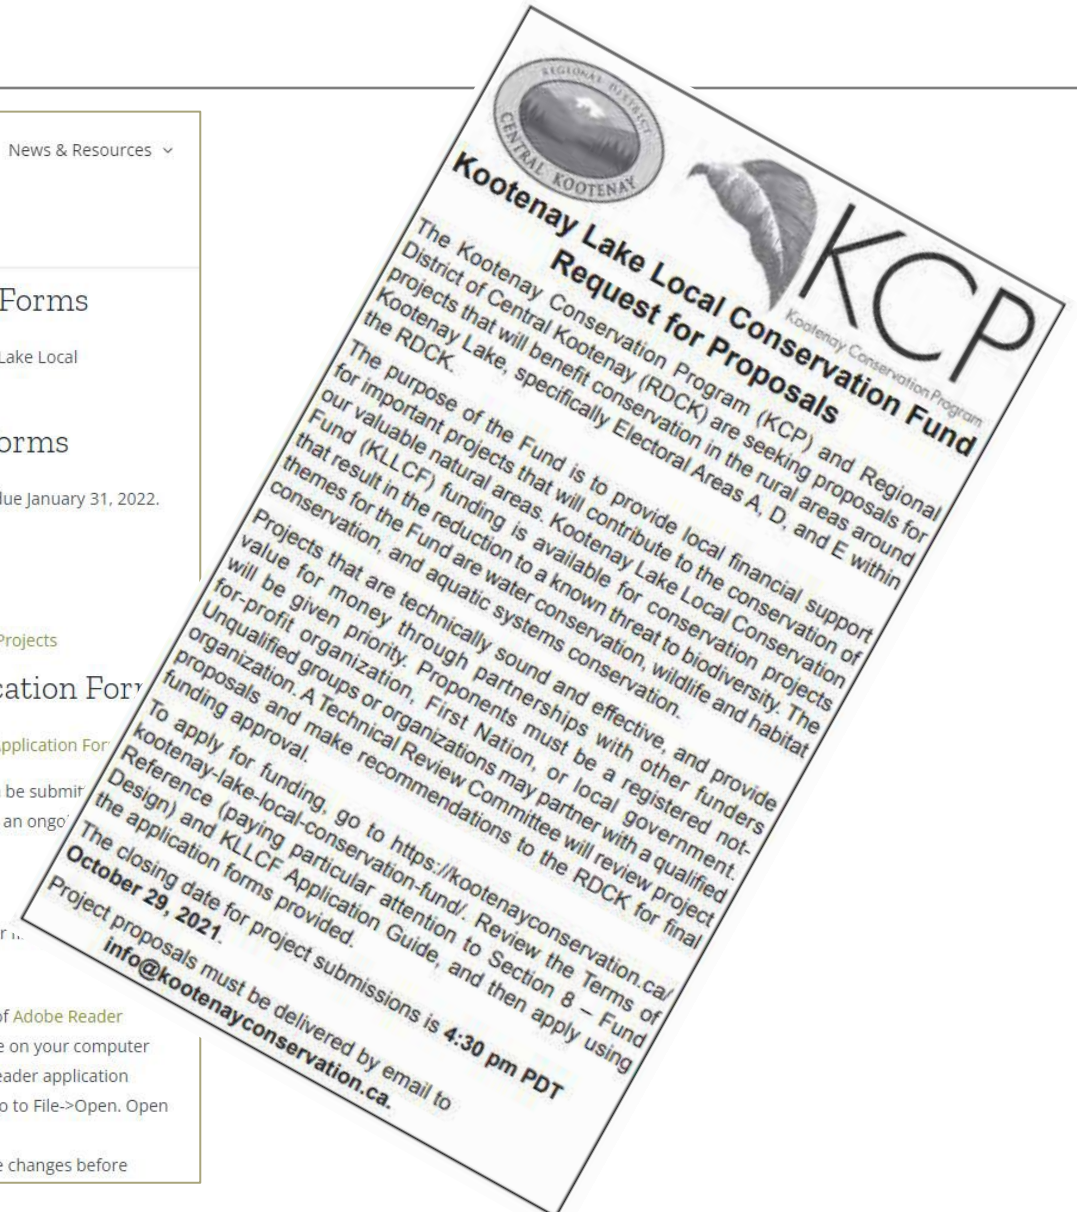 News & Resources
Forms
Lake Local
orms
due January 31, 2022.
Projects
cation For
Application For
be submit
an ongo
of Adobe Reader
e on your computer
eader application
o to File->Open. Open
e changes before
REGIONAL DISTRICT
CENTRAL KOOTENAY
KCP
Kootenay Conservation Program
Kootenay Lake Local Conservation Fund
Request for Proposals
The Kootenay Conservation Program (KCP) and Regional
District of Central Kootenay (RDCK) are seeking proposals for
projects that will benefit conservation in the rural areas around
Kootenay Lake, specifically Electoral Areas A, D, and E within
the RDCK.
The purpose of the Fund is to provide local financial support
for important projects that will contribute to the conservation of
our valuable natural areas. Kootenay Lake Local Conservation
Fund (KLLCF) funding is available for conservation projects
that result in the reduction to a known threat to biodiversity. The
themes for the Fund are water conservation, wildlife and habitat
conservation, and aquatic systems conservation.
Projects that are technically sound and effective, and provide
value for money through partnerships with other funders
will be given priority. Proponents must be a registered not-
for-profit organization, First Nation, or local government.
Unqualified groups or organizations may partner with a qualified
organization. A Technical Review Committee will review project
proposals and make recommendations to the RDCK for final
funding approval.
To apply for funding, go to https://kootenayconservation.ca/
kootenay-lake-local-conservation-fund/. Review the Terms of
Reference (paying particular attention to Section 8 – Fund
Design) and KLLCF Application Guide, and then apply using
the application forms provided.
The closing date for project submissions is 4:30 pm PDT
October 29, 2021.
Project proposals must be delivered by email to
info@kootenayconservation.ca.